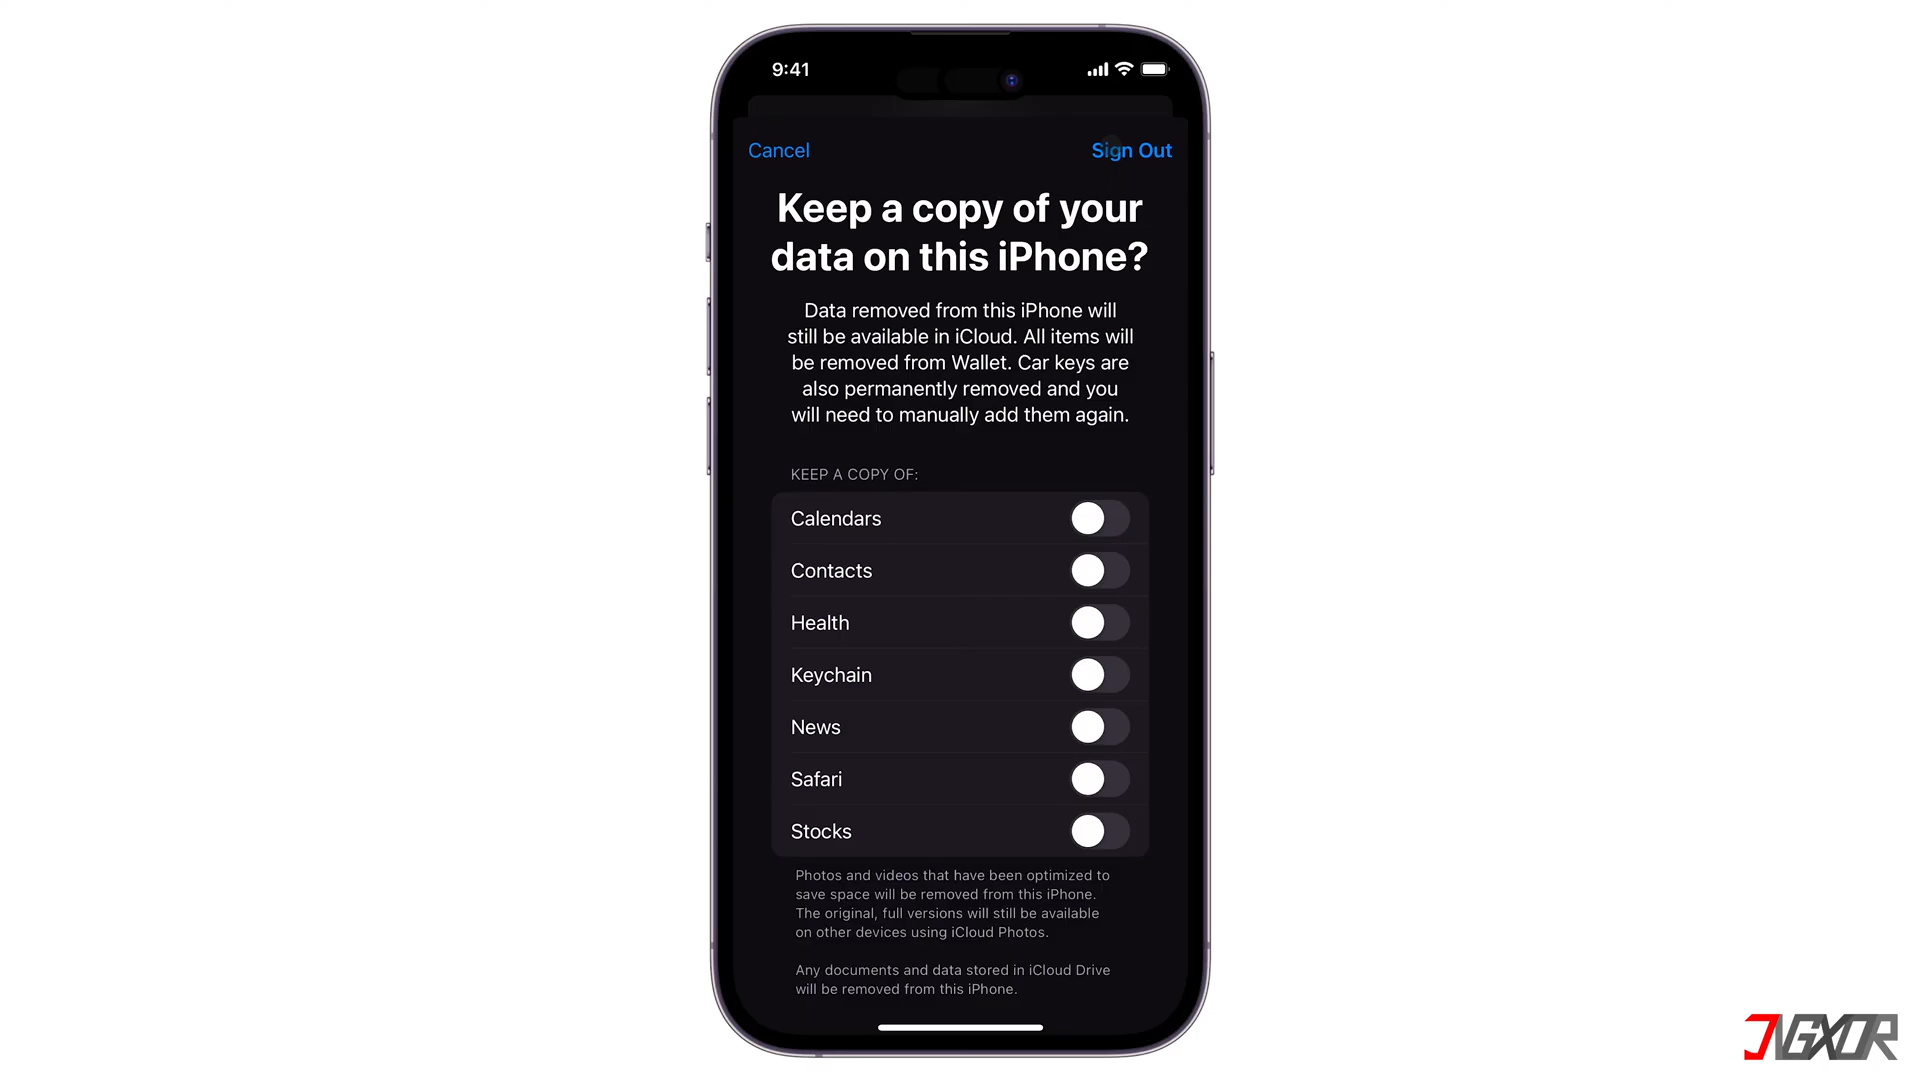 9:41
Cancel
Sign Out
Keep a copy of your
data on this iPhone?
Data removed from this iPhone will
still be available in iCloud. All items will
be removed from Wallet. Car keys are
also permanently removed and you
will need to manually add them again.
KEEP A COPY OF:
Calendars
Contacts
Health
Keychain
News
Safari
Stocks
Photos and videos that have been optimized to
save space will be removed from this iPhone.
The original, full versions will still be available
on other devices using iCloud Photos.
Any documents and data stored in iCloud Drive
will be removed from this iPhone.
JNGXOR